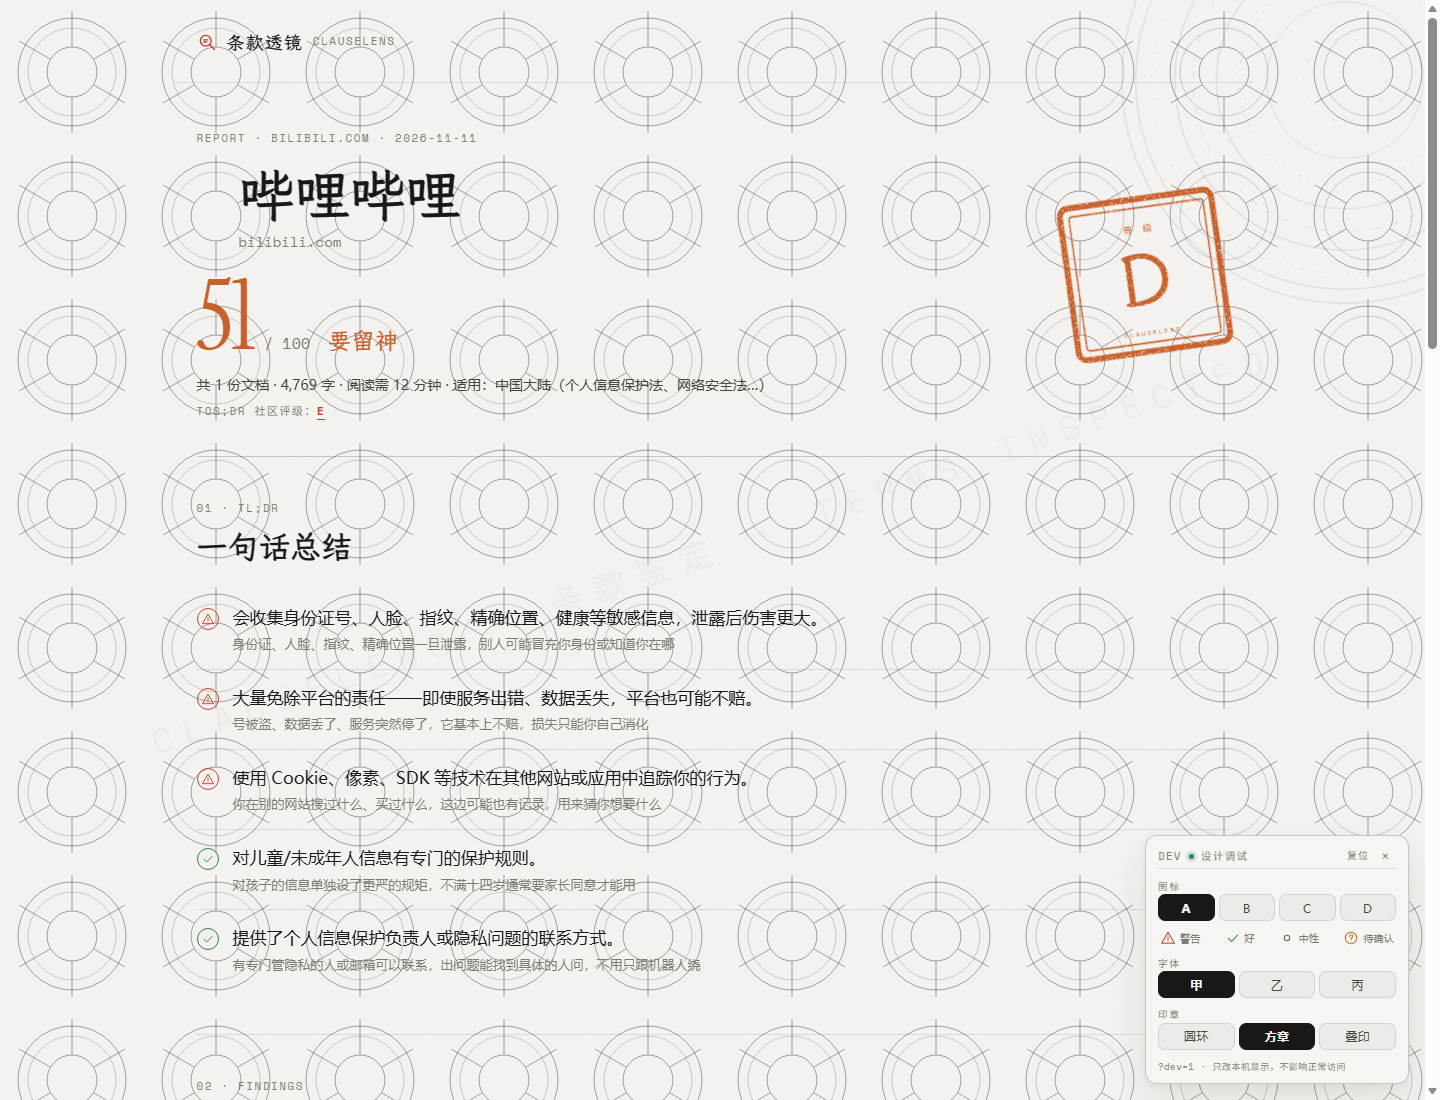 条款透镜 CLAUSELENS
REPORT · BILIBILI.COM · 2026-11-11
哔哩哔哩
bilibili.com
等 级
D
CLAUSELENS
51 / 100 要留神
共 1 份文档 · 4,769 字 · 阅读需 12 分钟 · 适用：中国大陆（个人信息保护法、网络安全法…）
TOS;DR 社区评级：E
01 · TL;DR
一句话总结
会收集身份证号、人脸、指纹、精确位置、健康等敏感信息，泄露后伤害更大。
身份证、人脸、指纹、精确位置一旦泄露，别人可能冒充你身份或知道你在哪
大量免除平台的责任——即使服务出错、数据丢失，平台也可能不赔。
号被盗、数据丢了、服务突然停了，它基本上不赔，损失只能你自己消化
使用 Cookie、像素、SDK 等技术在其他网站或应用中追踪你的行为。
你在别的网站搜过什么、买过什么，这边可能也有记录，用来猜你想要什么
对儿童/未成年人信息有专门的保护规则。
对孩子的信息单独设了更严的规矩，不满十四岁通常要家长同意才能用
提供了个人信息保护负责人或隐私问题的联系方式。
有专门管隐私的人或邮箱可以联系，出问题能找到具体的人问，不用只跟机器人绕
02 · FINDINGS
条款鉴定 · TERMS INSPECTED
DEV 设计调试 复位 ×
图标
A B C D
警告 好 中性 待确认
字体
甲 乙 丙
印章
圆环 方章 叠印
?dev=1 · 只改本机显示，不影响正常访问